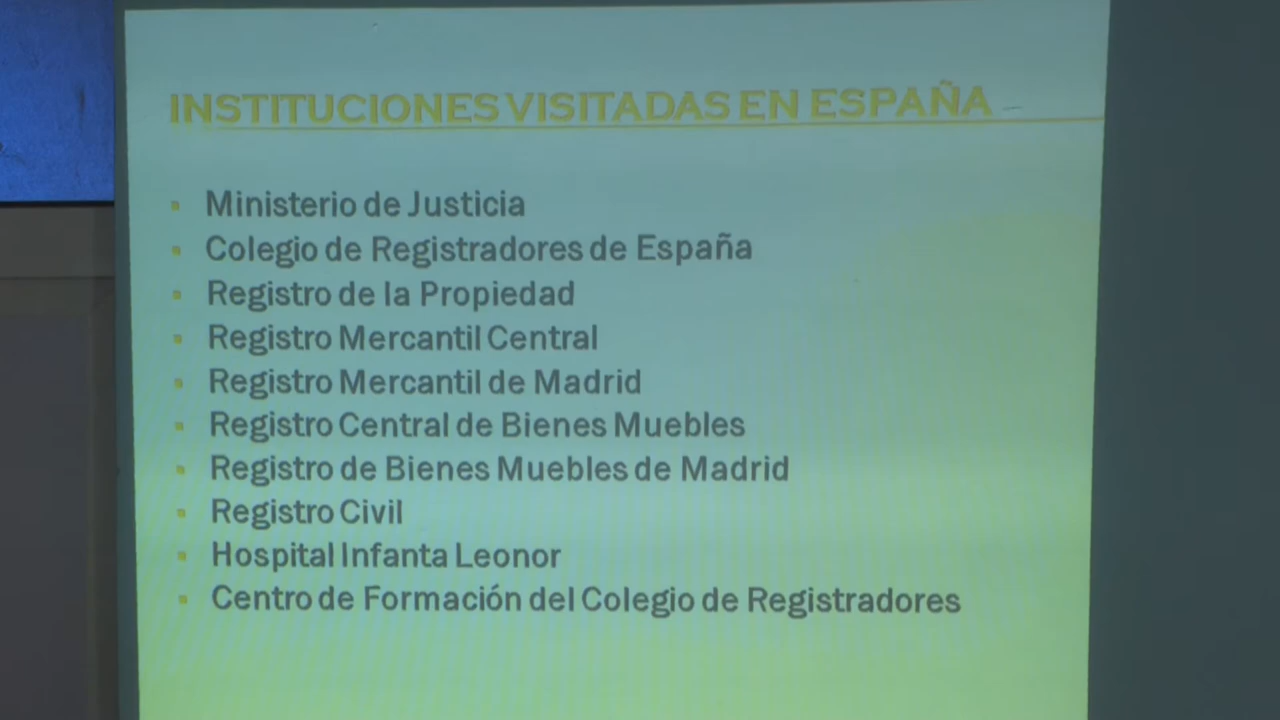 INSTITUCIONES VISITADAS EN ESPAÑA
Ministerio de Justicia
Colegio de Registradores de España
Registro de la Propiedad
Registro Mercantil Central
Registro Mercantil de Madrid
Registro Central de Bienes Muebles
Registro de Bienes Muebles de Madrid
Registro Civil
Hospital Infanta Leonor
Centro de Formación del Colegio de Registradores